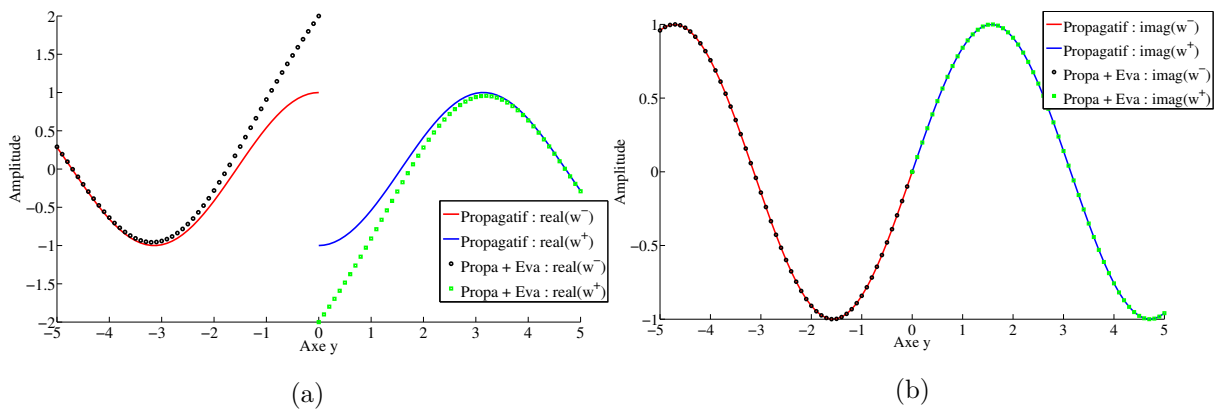 2
1.5
1
0.5
0
−0.5
−1
−1.5
−2
Amplitude
−5 −4 −3 −2 −1 0 1 2 3 4 5
Axe y
Propagatif : real(w⁻)
Propagatif : real(w⁺)
Propa + Eva : real(w⁻)
Propa + Eva : real(w⁺)
(a)
1
0.5
0
−0.5
−1
Amplitude
−5 −4 −3 −2 −1 0 1 2 3 4 5
Axe y
Propagatif : imag(w⁻)
Propagatif : imag(w⁺)
Propa + Eva : imag(w⁻)
Propa + Eva : imag(w⁺)
(b)